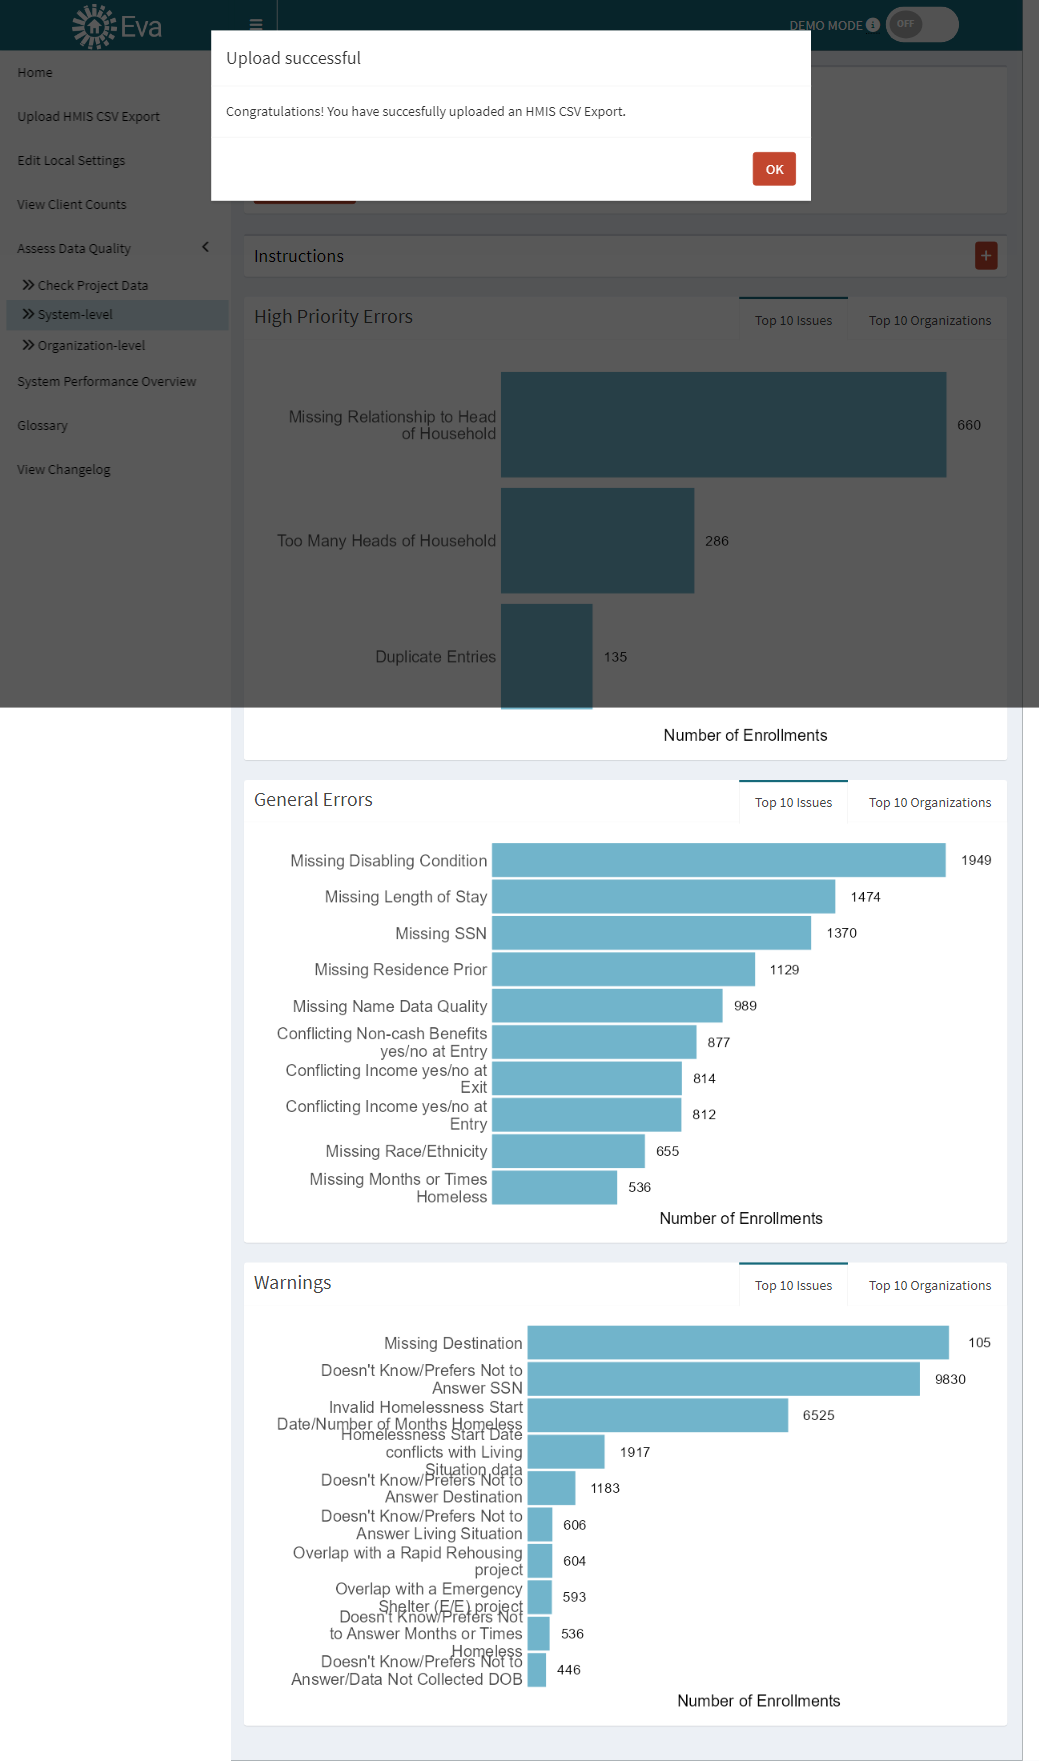 Eva
DEMO MODE
OFF
Upload successful
Congratulations! You have succesfully uploaded an HMIS CSV Export.
OK
Home
Upload HMIS CSV Export
Edit Local Settings
View Client Counts
Assess Data Quality
Check Project Data
System-level
Organization-level
System Performance Overview
Glossary
View Changelog
Instructions
High Priority Errors
Top 10 Issues
Top 10 Organizations
Missing Relationship to Head
of Household
660
Too Many Heads of Household
286
Duplicate Entries
135
Number of Enrollments
General Errors
Top 10 Issues
Top 10 Organizations
Missing Disabling Condition
1949
Missing Length of Stay
1474
Missing SSN
1370
Missing Residence Prior
1129
Missing Name Data Quality
989
Conflicting Non-cash Benefits
yes/no at Entry
877
Conflicting Income yes/no at
Exit
814
Conflicting Income yes/no at
Entry
812
Missing Race/Ethnicity
655
Missing Months or Times
Homeless
536
Number of Enrollments
Warnings
Top 10 Issues
Top 10 Organizations
Missing Destination
105
Doesn't Know/Prefers Not to
Answer SSN
9830
Invalid Homelessness Start
Date/Number of Months Homeless
6525
Homelessness Start Date
conflicts with Living
Situation data
1917
Doesn't Know/Prefers Not to
Answer Destination
1183
Doesn't Know/Prefers Not to
Answer Living Situation
606
Overlap with a Rapid Rehousing
project
604
Overlap with a Emergency
Shelter (E/E) project
593
Doesn't Know/Prefers Not
to Answer Months or Times
Homeless
536
Doesn't Know/Prefers Not to
Answer/Data Not Collected DOB
446
Number of Enrollments